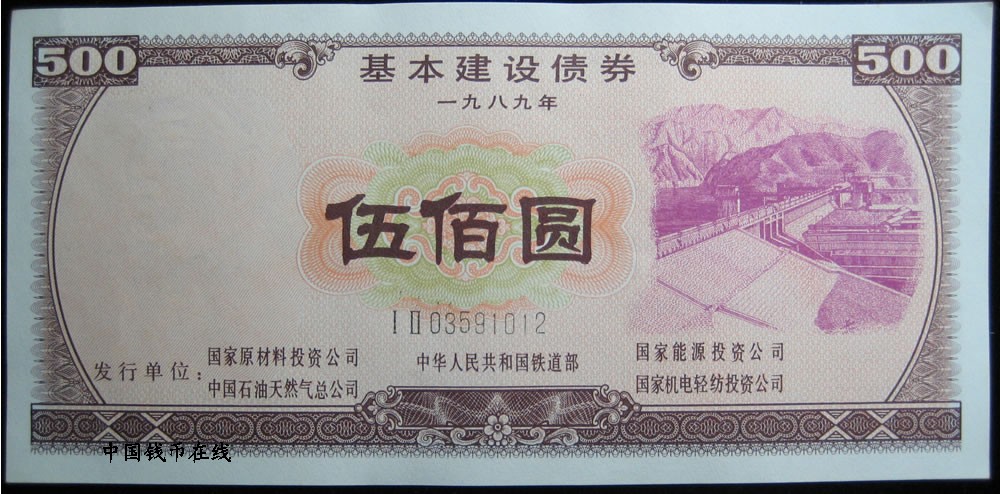 500
500
基本建设债券
一九八九年
伍佰圆
I II 03591012
发行单位：
国家原材料投资公司
中国石油天然气总公司
中华人民共和国铁道部
国家能源投资公司
国家机电轻纺投资公司
中国钱币在线